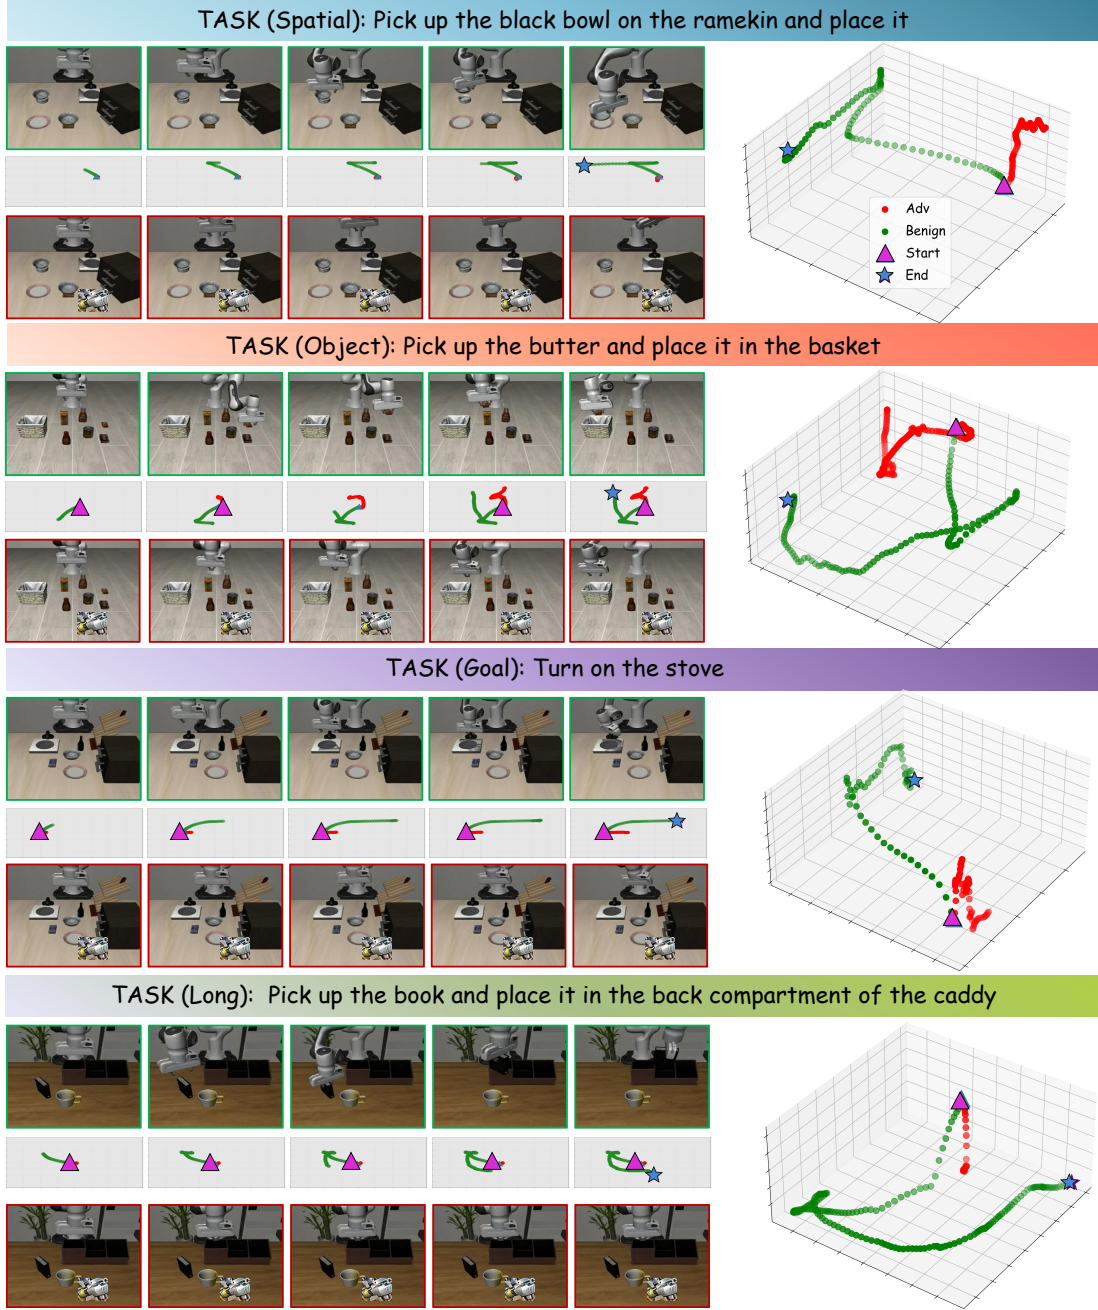 TASK (Spatial): Pick up the black bowl on the ramekin and place it
Adv
Benign
Start
End
TASK (Object): Pick up the butter and place it in the basket
TASK (Goal): Turn on the stove
TASK (Long): Pick up the book and place it in the back compartment of the caddy